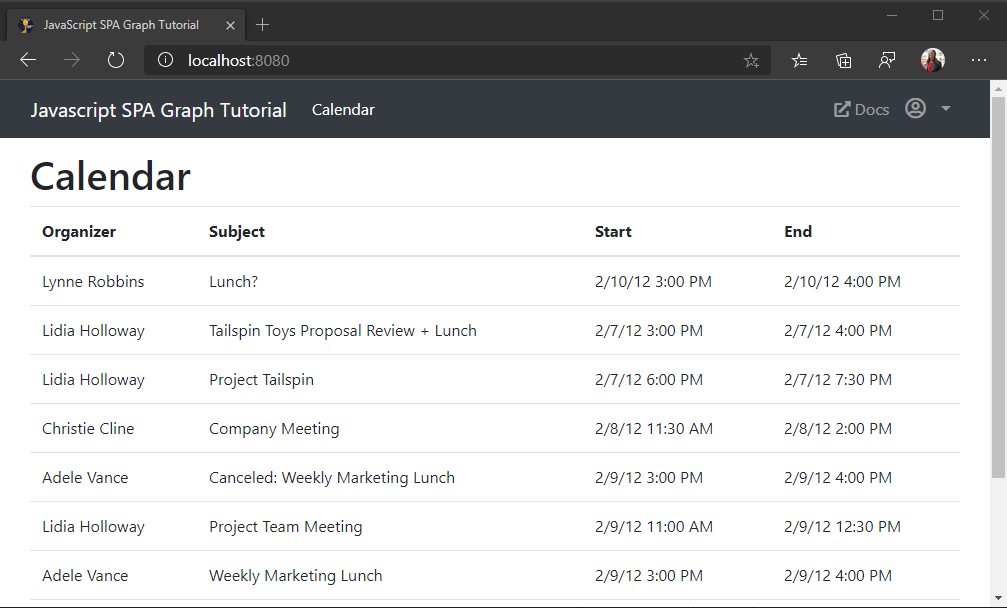 JavaScript SPA Graph Tutorial
localhost:8080
Javascript SPA Graph Tutorial Calendar Docs
Calendar
Organizer Subject Start End
Lynne Robbins Lunch? 2/10/12 3:00 PM 2/10/12 4:00 PM
Lidia Holloway Tailspin Toys Proposal Review + Lunch 2/7/12 3:00 PM 2/7/12 4:00 PM
Lidia Holloway Project Tailspin 2/7/12 6:00 PM 2/7/12 7:30 PM
Christie Cline Company Meeting 2/8/12 11:30 AM 2/8/12 2:00 PM
Adele Vance Canceled: Weekly Marketing Lunch 2/9/12 3:00 PM 2/9/12 4:00 PM
Lidia Holloway Project Team Meeting 2/9/12 11:00 AM 2/9/12 12:30 PM
Adele Vance Weekly Marketing Lunch 2/9/12 3:00 PM 2/9/12 4:00 PM